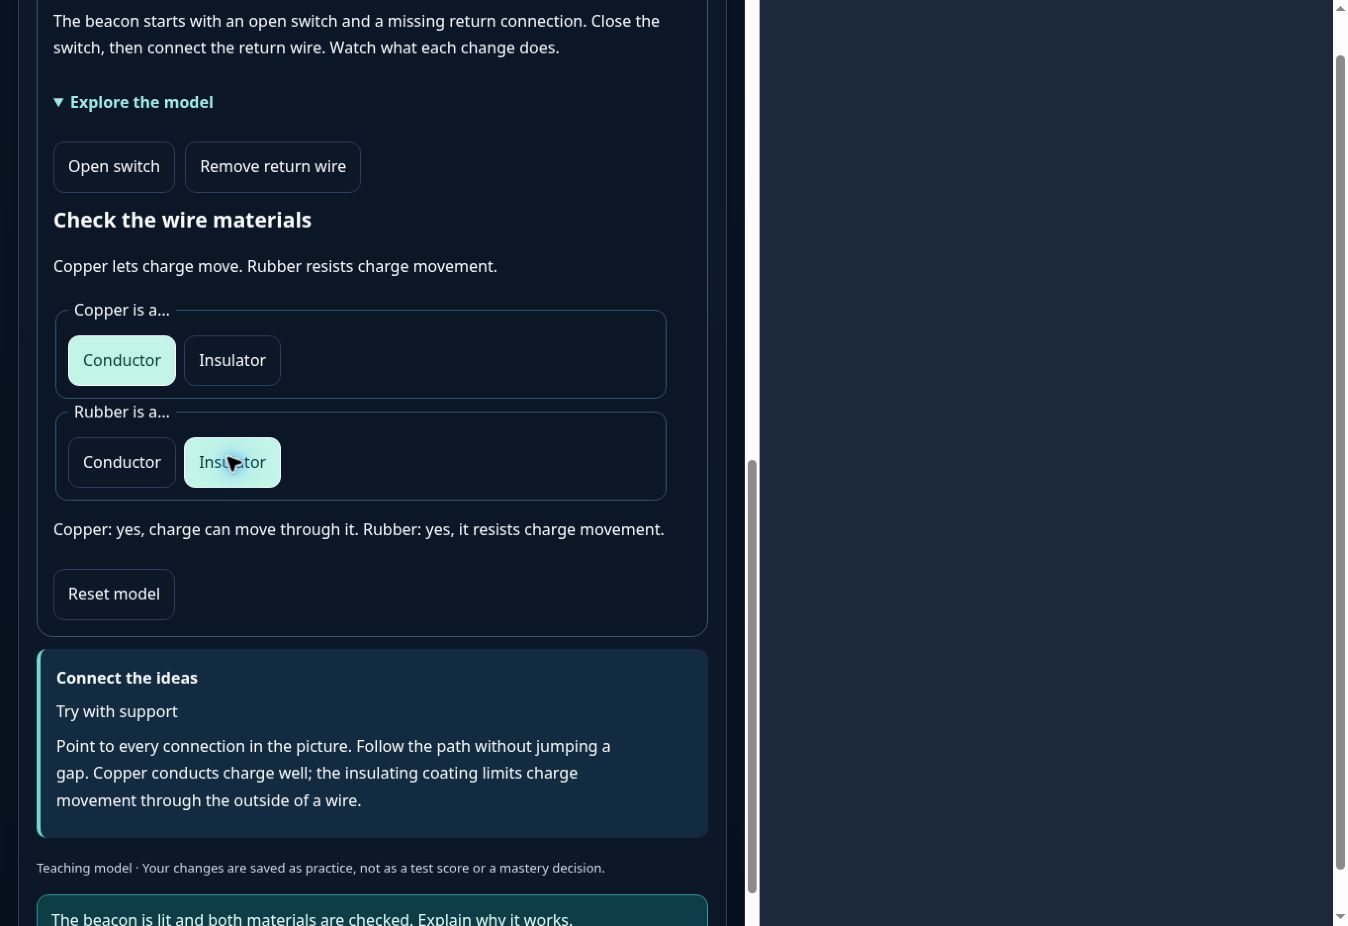 The beacon starts with an open switch and a missing return connection. Close the
switch, then connect the return wire. Watch what each change does.
Explore the model
Open switch
Remove return wire
Check the wire materials
Copper lets charge move. Rubber resists charge movement.
Copper is a...
Conductor
Insulator
Rubber is a...
Conductor
Insulator
Copper: yes, charge can move through it. Rubber: yes, it resists charge movement.
Reset model
Connect the ideas
Try with support
Point to every connection in the picture. Follow the path without jumping a
gap. Copper conducts charge well; the insulating coating limits charge
movement through the outside of a wire.
Teaching model · Your changes are saved as practice, not as a test score or a mastery decision.
The beacon is lit and both materials are checked. Explain why it works.